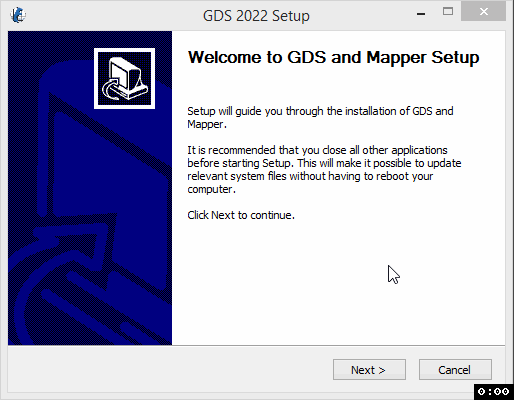 GDS 2022 Setup
Welcome to GDS and Mapper Setup
Setup will guide you through the installation of GDS and
Mapper.
It is recommended that you close all other applications
before starting Setup. This will make it possible to update
relevant system files without having to reboot your
computer.
Click Next to continue.
Next >
Cancel
0:00